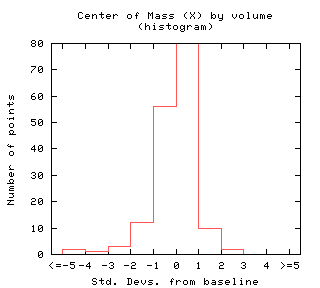 Center of Mass (X) by volume
(histogram)
80
70
60
50
40
30
20
10
0
Number of points
<=-5 -4 -3 -2 -1 0 1 2 3 4 >=5
Std. Devs. from baseline